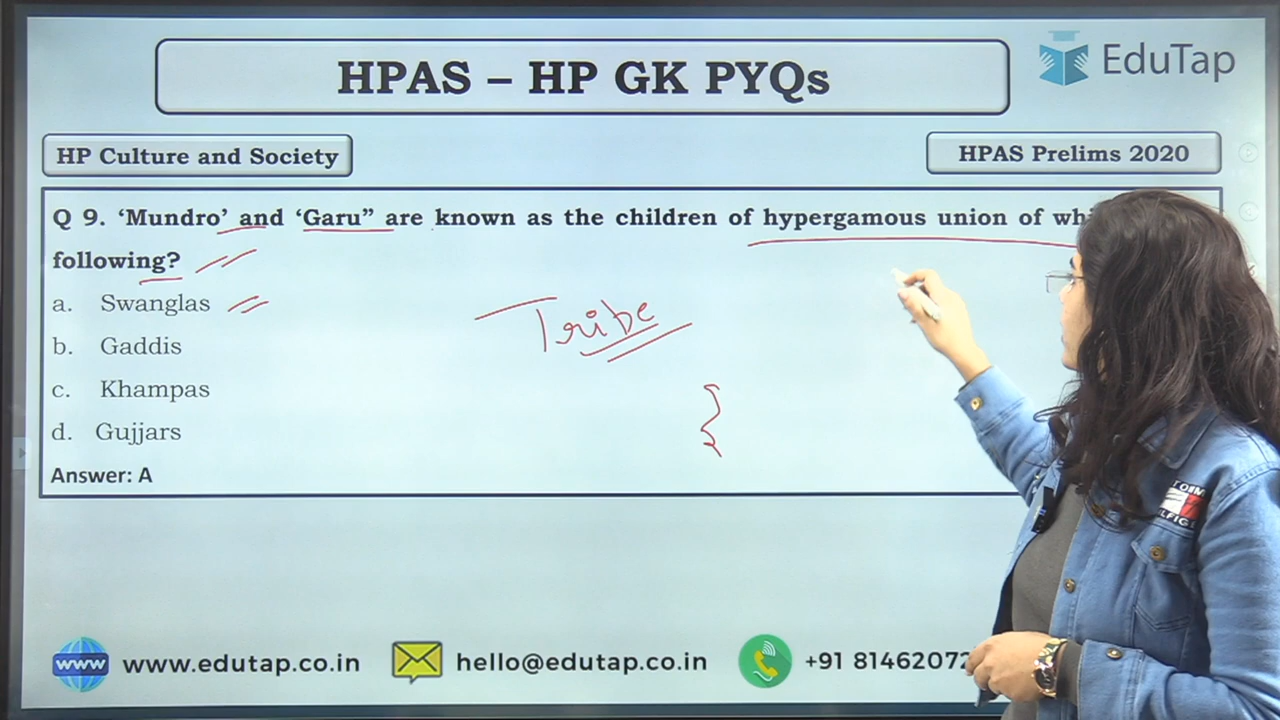 HPAS – HP GK PYQs
EduTap
HP Culture and Society
HPAS Prelims 2020
Q 9. ‘Mundro’ and ‘Garu” are known as the children of hypergamous union of
following?
a. Swanglas
b. Gaddis
c. Khampas
d. Gujjars
Answer: A
Tribe
www.edutap.co.in
hello@edutap.co.in
+91 8146207
WWW